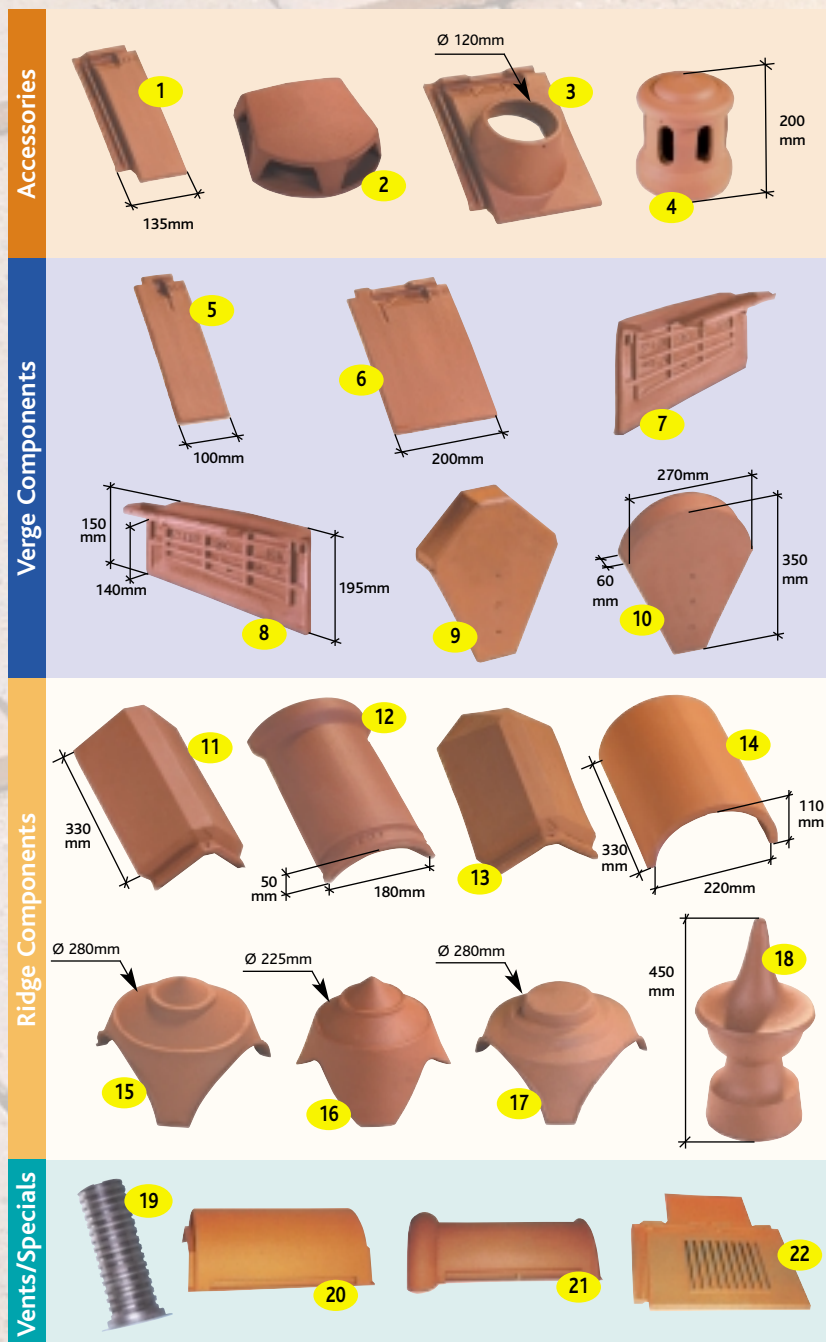 Accessories
1
135mm
2
Ø 120mm
3
4
200
mm
Verge Components
5
100mm
6
200mm
7
150
mm
140mm
195mm
8
9
270mm
60
mm
350
mm
10
Ridge Components
11
330
mm
12
50
mm
180mm
13
14
330
mm
110
mm
220mm
Ø 280mm
15
Ø 225mm
16
Ø 280mm
17
450
mm
18
Vents/Specials
19
20
21
22